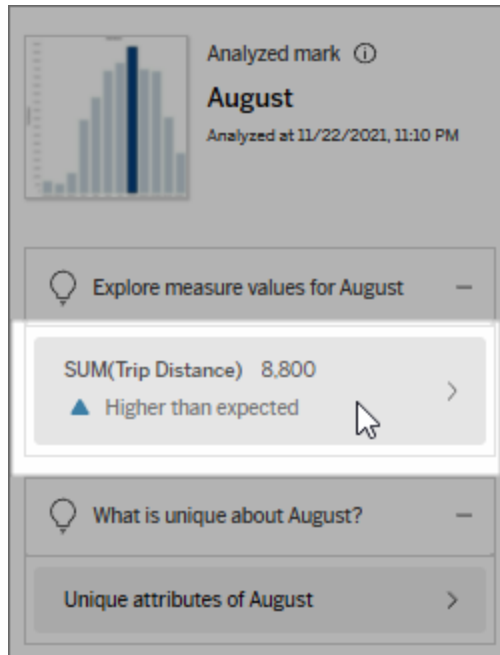 Analyzed mark
August
Analyzed at 11/22/2021, 11:10 PM
Explore measure values for August
SUM(Trip Distance) 8,800
Higher than expected
What is unique about August?
Unique attributes of August